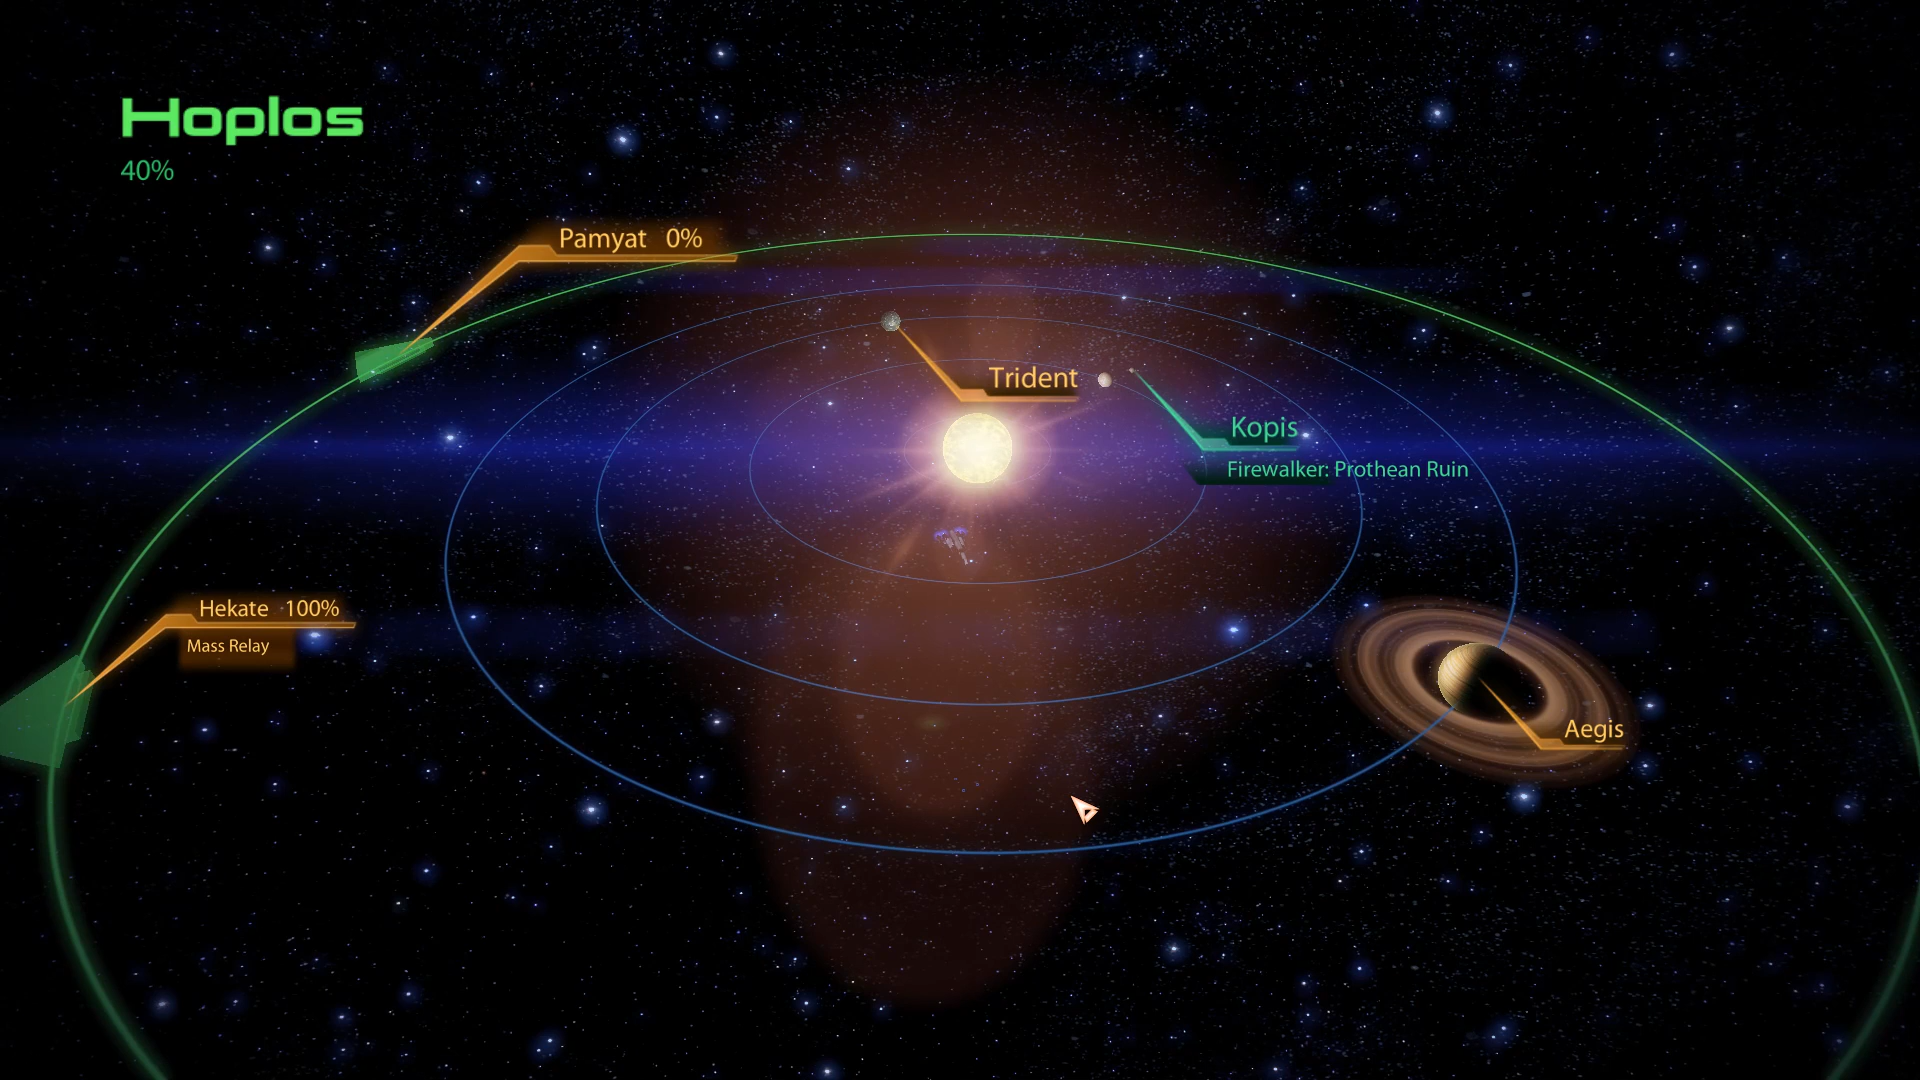 Hoplos
40%
Pamyat 0%
Trident
Kopis
Firewalker: Prothean Ruin
Hekate 100%
Mass Relay
Aegis